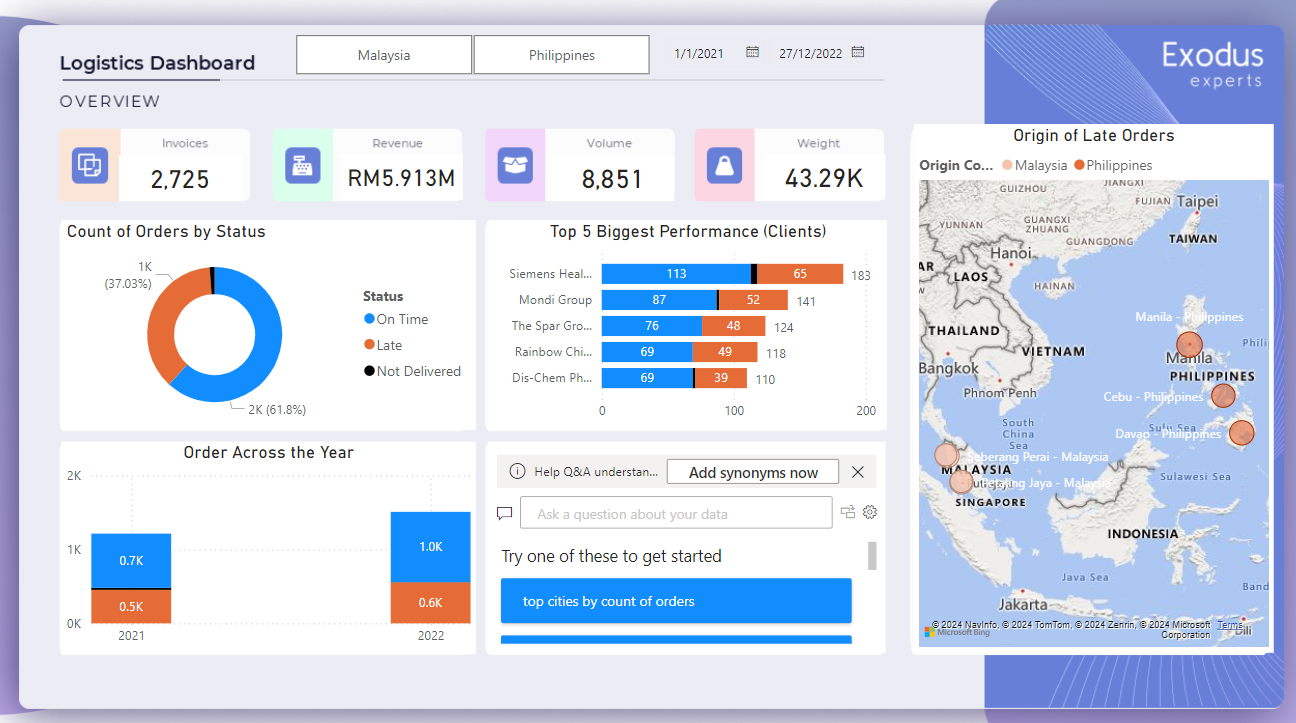 Logistics Dashboard
Malaysia
Philippines
1/1/2021
27/12/2022
Exodus
experts
OVERVIEW
Invoices
2,725
Revenue
RM5.913M
Volume
8,851
Weight
43.29K
Count of Orders by Status
1K
(37.03%)
2K (61.8%)
Status
On Time
Late
Not Delivered
Top 5 Biggest Performance (Clients)
Siemens Heal... 113 65 183
Mondi Group 87 52 141
The Spar Gro... 76 48 124
Rainbow Chi... 69 49 118
Dis-Chem Ph... 69 39 110
0 100 200
Order Across the Year
2K
1K
0K
0.7K
0.5K
1.0K
0.6K
2021 2022
Help Q&A understan...
Add synonyms now
Ask a question about your data
Try one of these to get started
top cities by count of orders
Origin of Late Orders
Origin Co... Malaysia Philippines
GUIZHOU
JIANGXI
FUJIAN
Taipei
YUNNAN
GUANGXI
ZHUANG
GUANGDONG
TAIWAN
Hanoi
LAOS
HAINAN
THAILAND
VIETNAM
Bangkok
Phnom Penh
Manila - Philippines
Manila
PHILIPPINES
Cebu - Philippines
South
China
Sea
Sulu Sea
Davao - Philippines
Seberang Perai - Malaysia
MALAYSIA
Petaling Jaya - Malaysia
SINGAPORE
Sulawesi Sea
INDONESIA
Java Sea
Jakarta
Dili
© 2024 NavInfo, © 2024 TomTom, © 2024 Zenrin, © 2024 Microsoft Corporation
Terms
Microsoft Bing